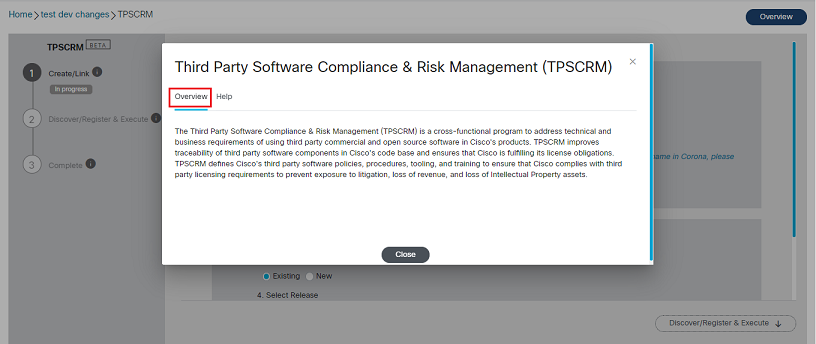 Home > test dev changes > TPSCRM
Overview
TPSCRM BETA
1 Create/Link i
In progress
2 Discover/Register & Execute i
3 Complete i
Third Party Software Compliance & Risk Management (TPSCRM) ×
Overview Help
The Third Party Software Compliance & Risk Management (TPSCRM) is a cross-functional program to address technical and
business requirements of using third party commercial and open source software in Cisco's products. TPSCRM improves
traceability of third party software components in Cisco's code base and ensures that Cisco is fulfilling its license obligations.
TPSCRM defines Cisco's third party software policies, procedures, tooling, and training to ensure that Cisco complies with third
party licensing requirements to prevent exposure to litigation, loss of revenue, and loss of Intellectual Property assets.
Close
name in Corona, please
Existing New
4. Select Release
Discover/Register & Execute ↓